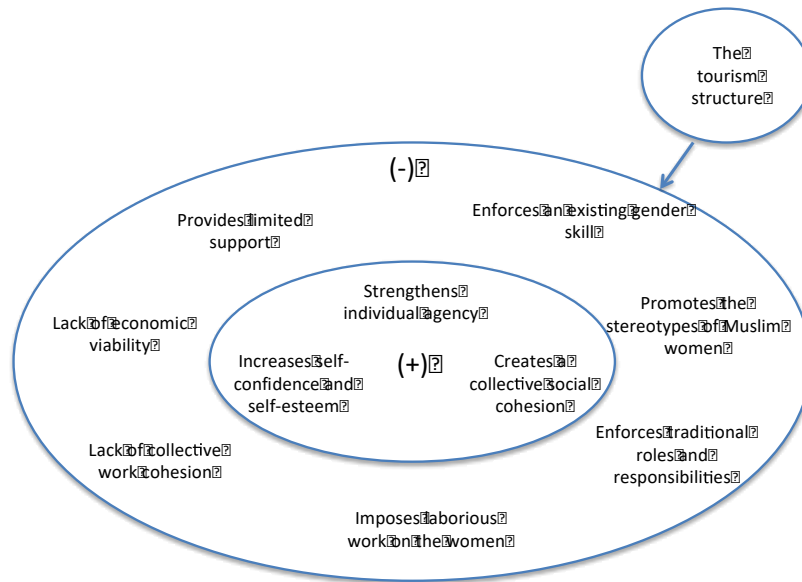 The
tourism
structure
(-)
Provides limited
support
Enforces an existing gender
skill
Strengthens
individual agency
Lack of economic
viability
Promotes the
stereotypes of Muslim
women
Increases self-
confidence and
self-esteem
(+)
Creates a
collective social
cohesion
Lack of collective
work cohesion
Enforces traditional
roles and
responsibilities
Imposes laborious
work on the women